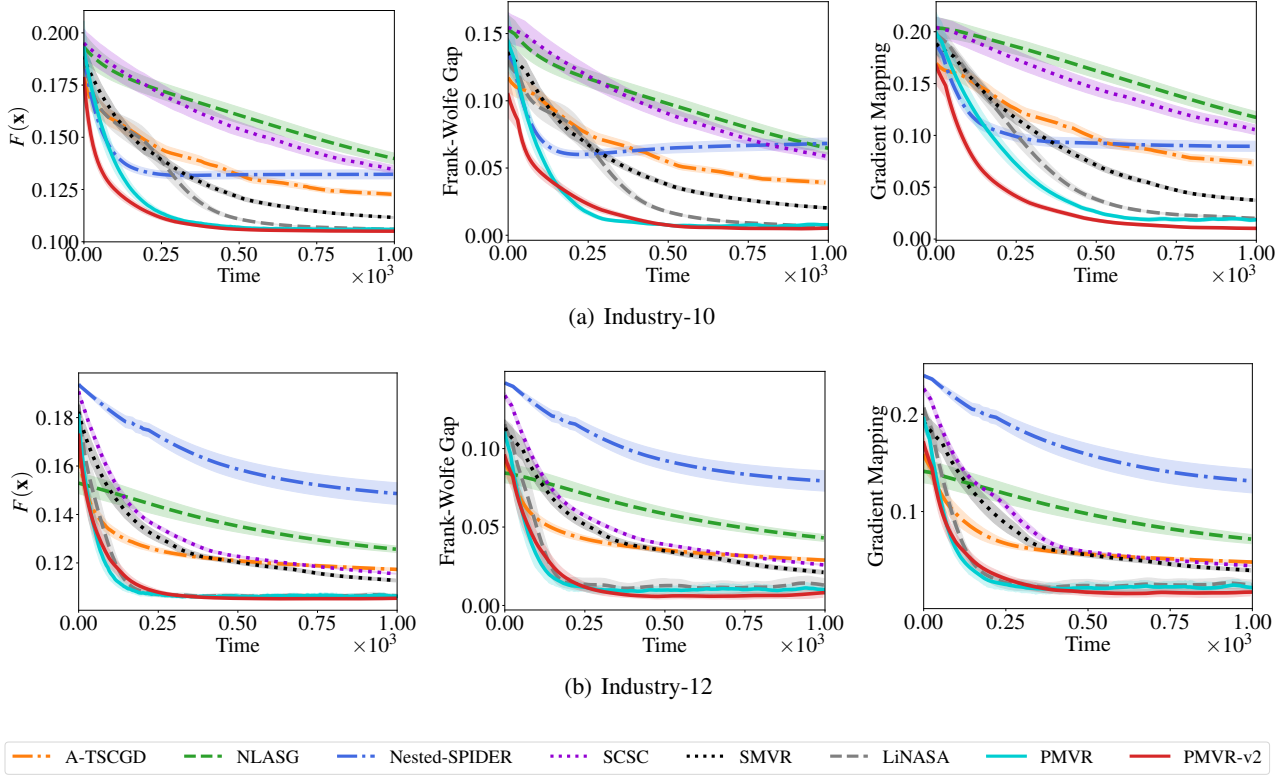 0.200
0.175
0.150
0.125
0.100
F(x)
0.00 0.25 0.50 0.75 1.00
Time
×10³
0.15
0.10
0.05
0.00
Frank-Wolfe Gap
0.00 0.25 0.50 0.75 1.00
Time
×10³
0.20
0.15
0.10
0.05
0.00
Gradient Mapping
0.00 0.25 0.50 0.75 1.00
Time
×10³
(a) Industry-10
0.18
0.16
0.14
0.12
F(x)
0.00 0.25 0.50 0.75 1.00
Time
×10³
0.10
0.05
0.00
Frank-Wolfe Gap
0.00 0.25 0.50 0.75 1.00
Time
×10³
0.2
0.1
Gradient Mapping
0.00 0.25 0.50 0.75 1.00
Time
×10³
(b) Industry-12
A-TSCGD NLASG Nested-SPIDER SCSC SMVR LiNASA PMVR PMVR-v2